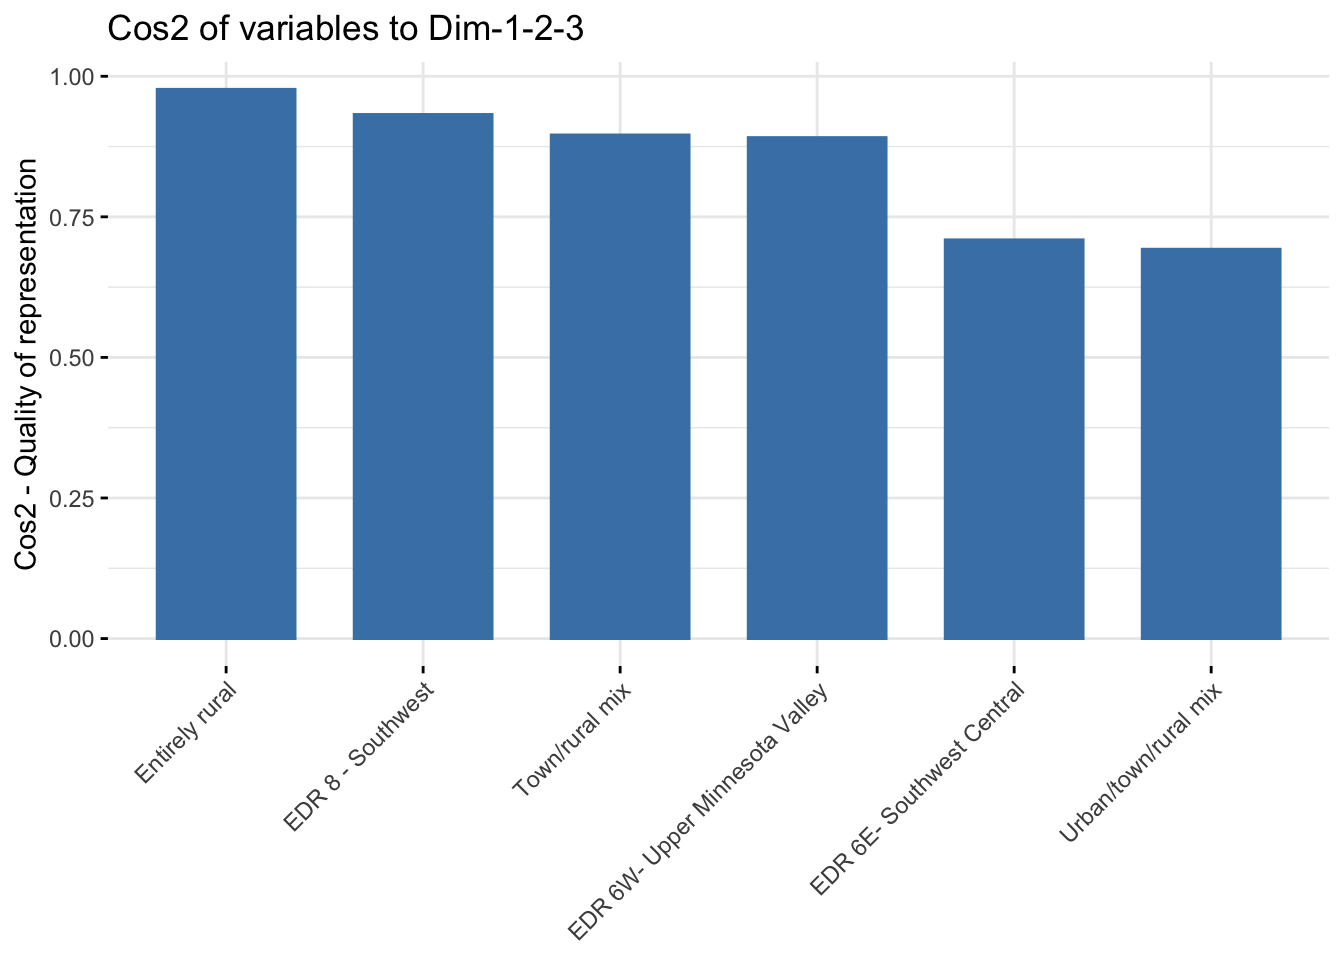 Cos2 of variables to Dim-1-2-3
Cos2 - Quality of representation
1.00
0.75
0.50
0.25
0.00
Entirely rural
EDR 8 - Southwest
Town/rural mix
EDR 6W- Upper Minnesota Valley
EDR 6E- Southwest Central
Urban/town/rural mix